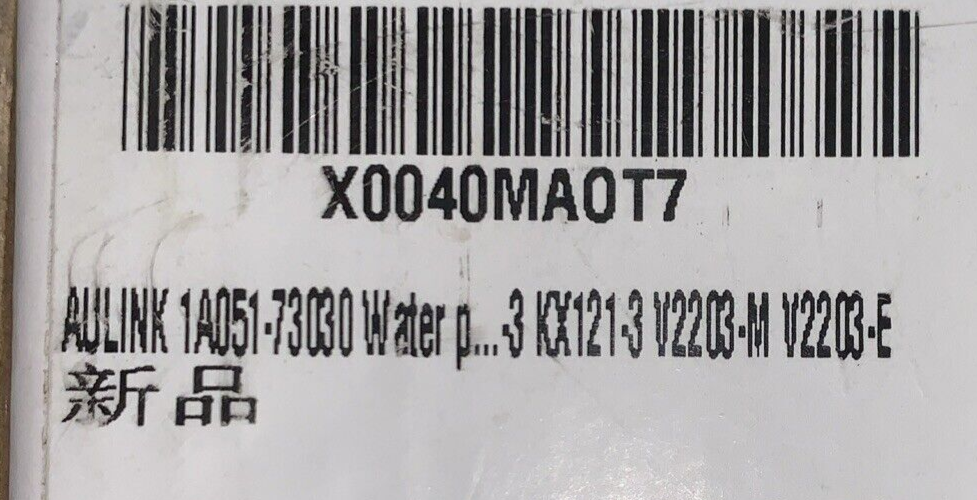 X0040MAOT7
AULINK 1A051-73030 Water p...-3 KX121-3 V2203-M V2203-E
新品